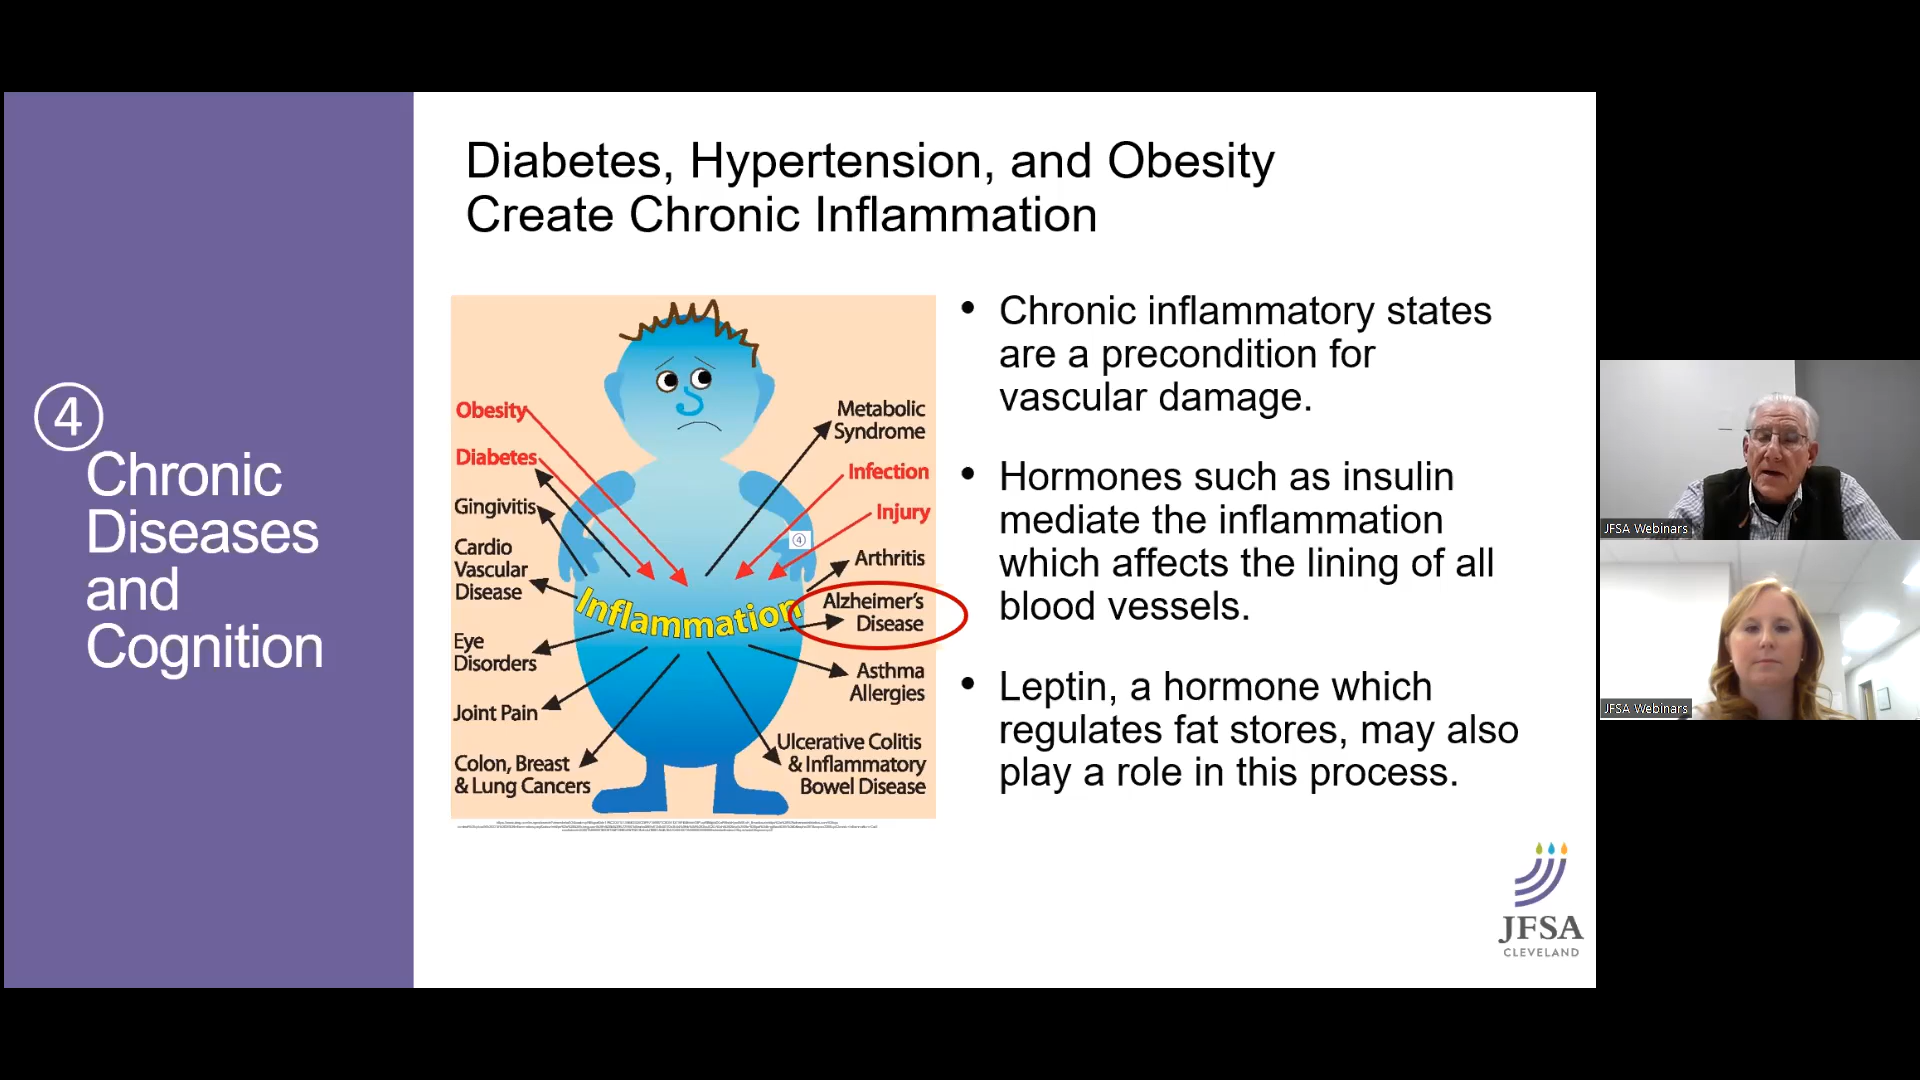 ④
Chronic
Diseases
and
Cognition
Diabetes, Hypertension, and Obesity
Create Chronic Inflammation
Obesity
Diabetes
Gingivitis
Cardio
Vascular
Disease
Eye
Disorders
Joint Pain
Colon, Breast
& Lung Cancers
Inflammation
Metabolic
Syndrome
Infection
Injury
④
Arthritis
Alzheimer's
Disease
Asthma
Allergies
Ulcerative Colitis
& Inflammatory
Bowel Disease
• Chronic inflammatory states
are a precondition for
vascular damage.
• Hormones such as insulin
mediate the inflammation
which affects the lining of all
blood vessels.
• Leptin, a hormone which
regulates fat stores, may also
play a role in this process.
JFSA
CLEVELAND
JFSA Webinars
JFSA Webinars